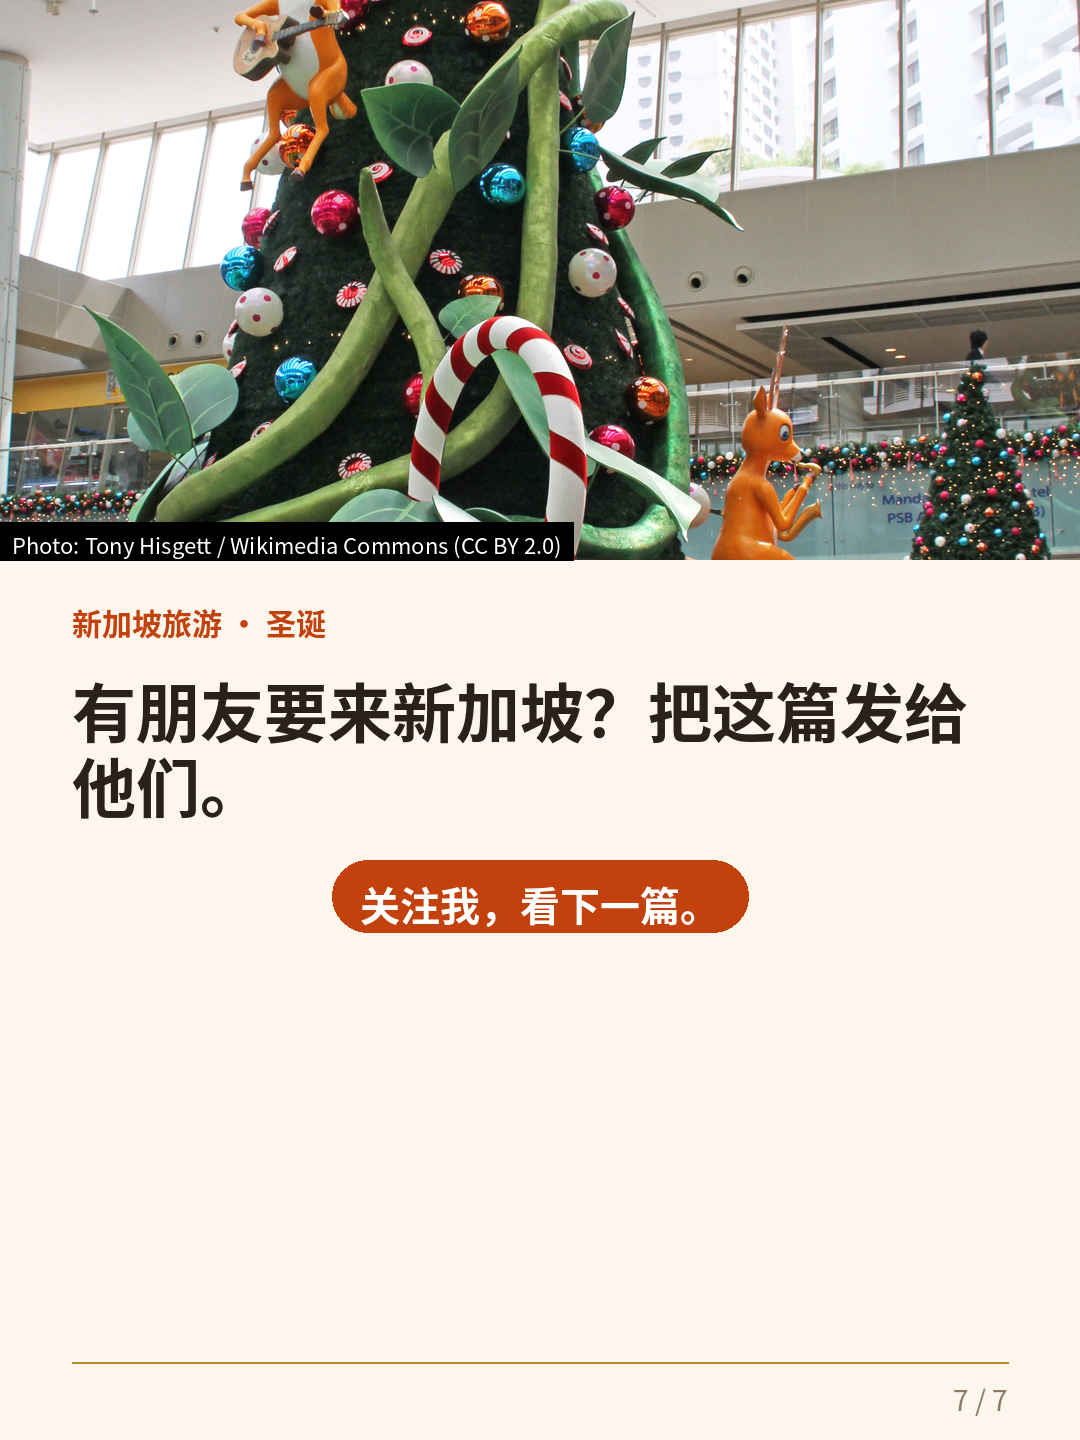 Photo: Tony Hisgett / Wikimedia Commons (CC BY 2.0)
新加坡旅游 · 圣诞
有朋友要来新加坡？把这篇发给
他们。
关注我，看下一篇。
7 / 7